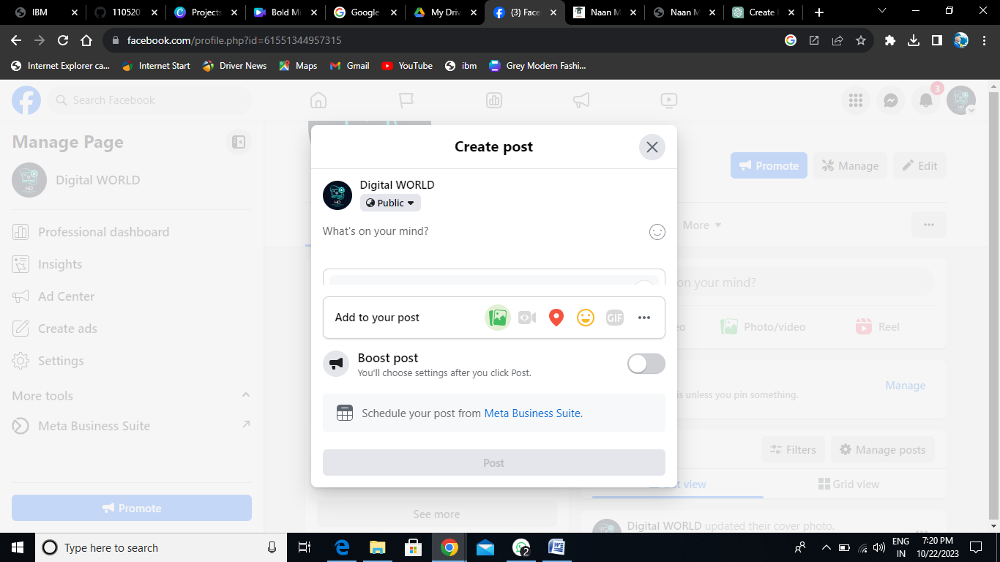 IBM
110520
Projects
Bold Mi
Google
My Driv
(3) Face
Naan M
Naan M
Create
facebook.com/profile.php?id=61551344957315
Internet Explorer ca...
Internet Start
Driver News
Maps
Gmail
YouTube
ibm
Grey Modern Fashi...
Search Facebook
3
Manage Page
Digital WORLD
Professional dashboard
Insights
Ad Center
Create ads
Settings
More tools
Meta Business Suite
Promote
Create post
Digital WORLD
Public
What's on your mind?
Add to your post
GIF
Boost post
You'll choose settings after you click Post.
Schedule your post from Meta Business Suite.
Post
See more
Promote
Manage
Edit
More
on your mind?
eo
Photo/video
Reel
Manage
is unless you pin something.
Filters
Manage posts
view
Grid view
Digital WORLD updated their cover photo.
Type here to search
2
ENG
IN
7:20 PM
10/22/2023